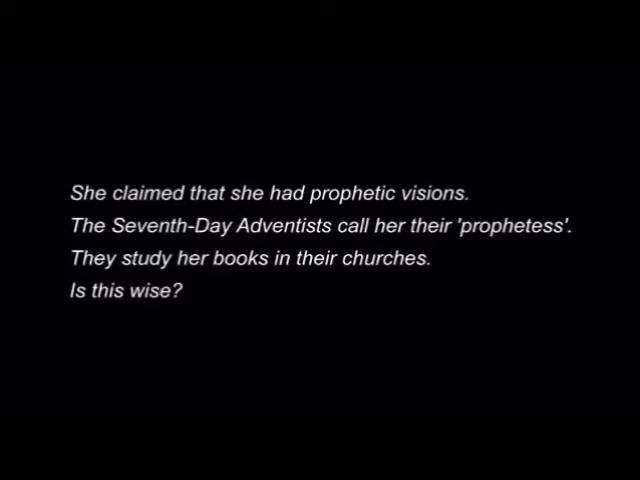 She claimed that she had prophetic visions.
The Seventh-Day Adventists call her their 'prophetess'.
They study her books in their churches.
Is this wise?